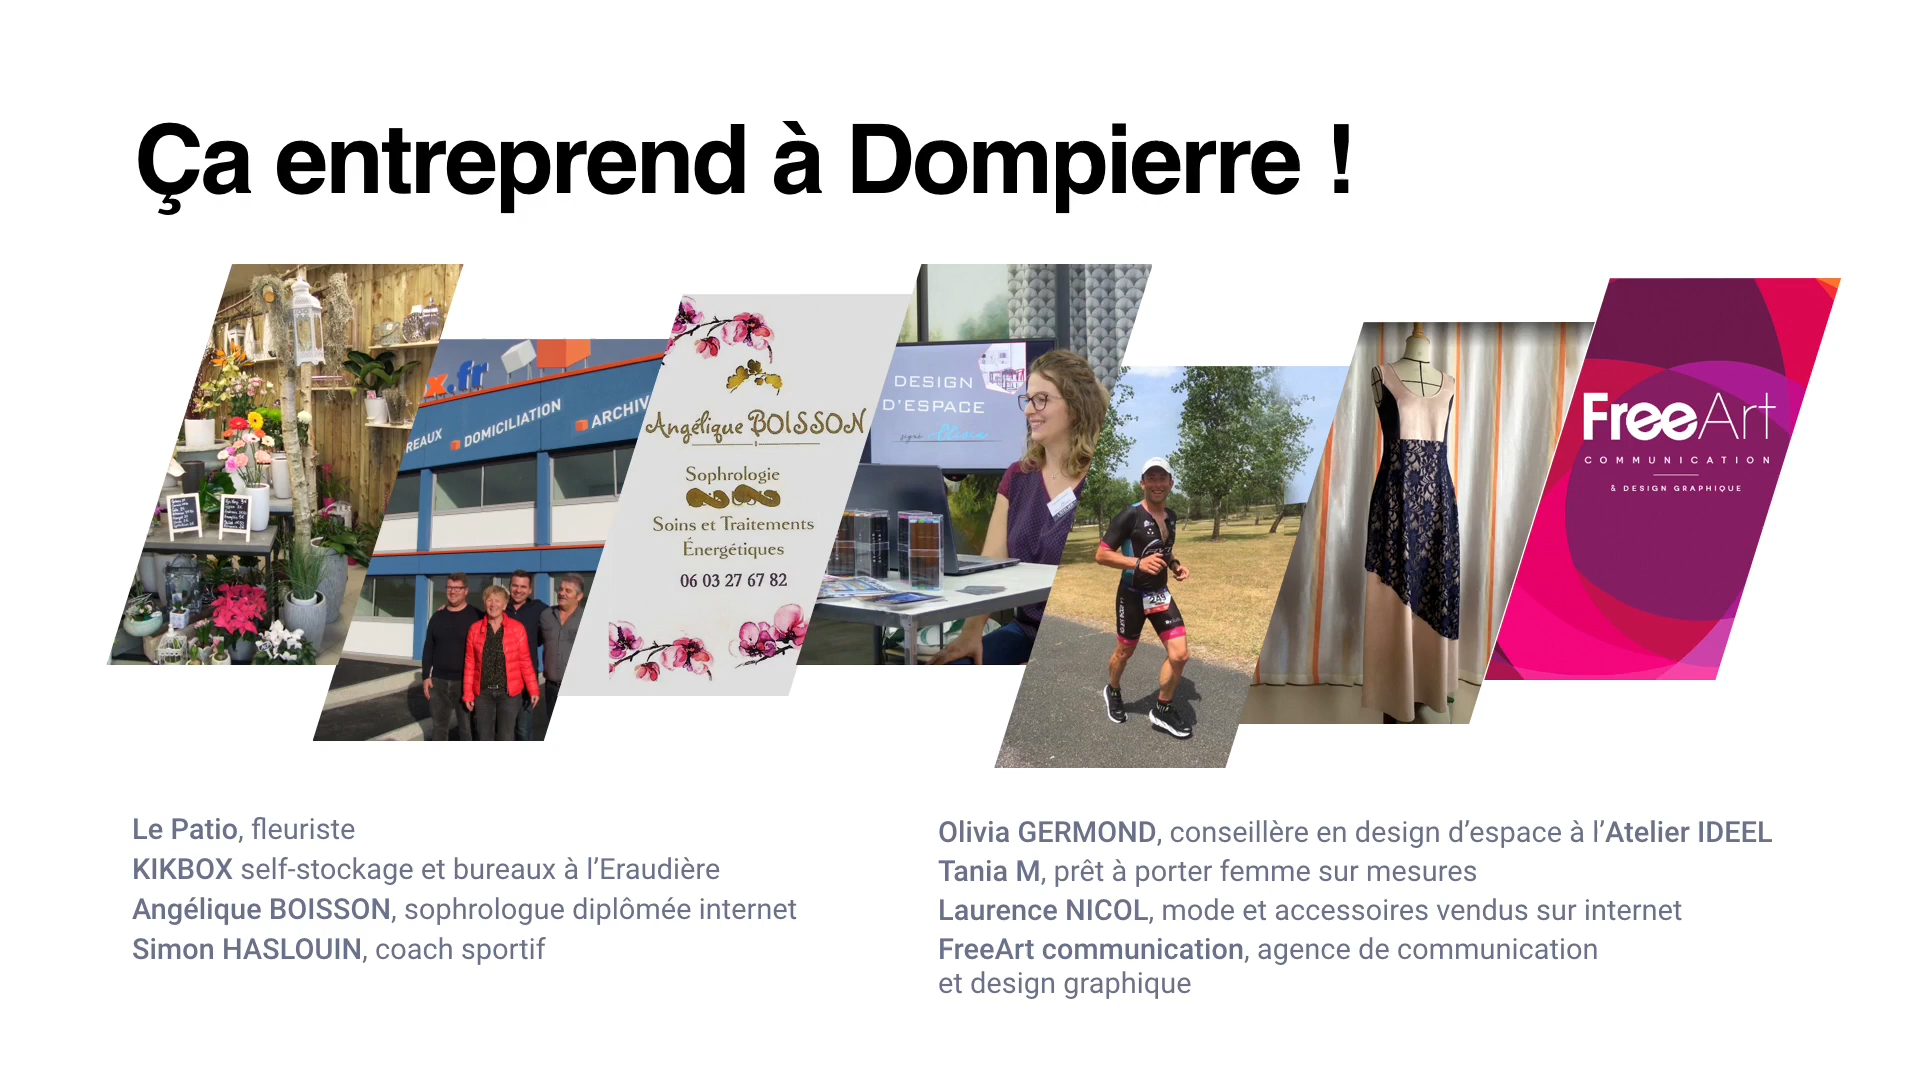 Ça entreprend à Dompierre !
x.fr
REAUX
DOMICILIATION
ARCHIV
Angélique BOISSON
Sophrologie
Soins et Traitements
Énergétiques
06 03 27 67 82
DESIGN
D'ESPACE
FreeArt
COMMUNICATION
& DESIGN GRAPHIQUE
Le Patio, fleuriste
KIKBOX self-stockage et bureaux à l’Eraudière
Angélique BOISSON, sophrologue diplômée internet
Simon HASLOUIN, coach sportif
Olivia GERMOND, conseillère en design d’espace à l’Atelier IDEEL
Tania M, prêt à porter femme sur mesures
Laurence NICOL, mode et accessoires vendus sur internet
FreeArt communication, agence de communication
et design graphique